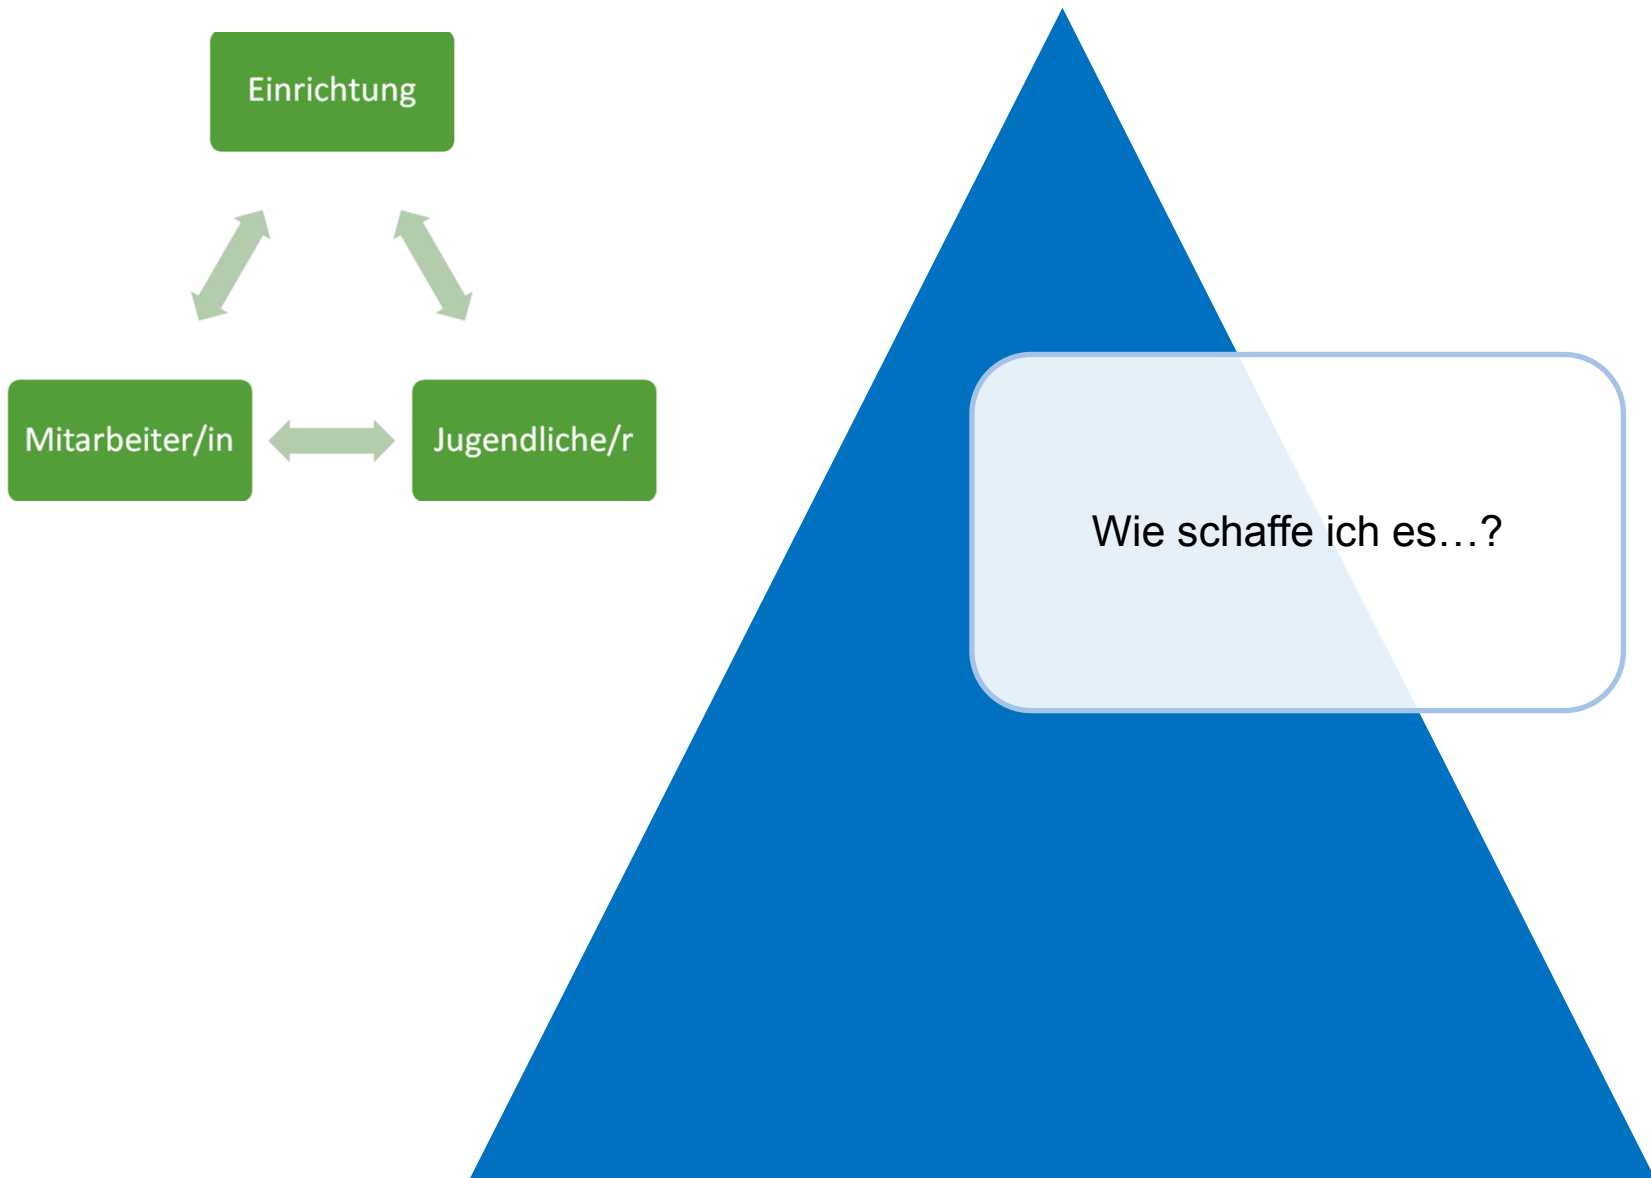 Einrichtung
Mitarbeiter/in
Jugendliche/r
Wie schaffe ich es…?